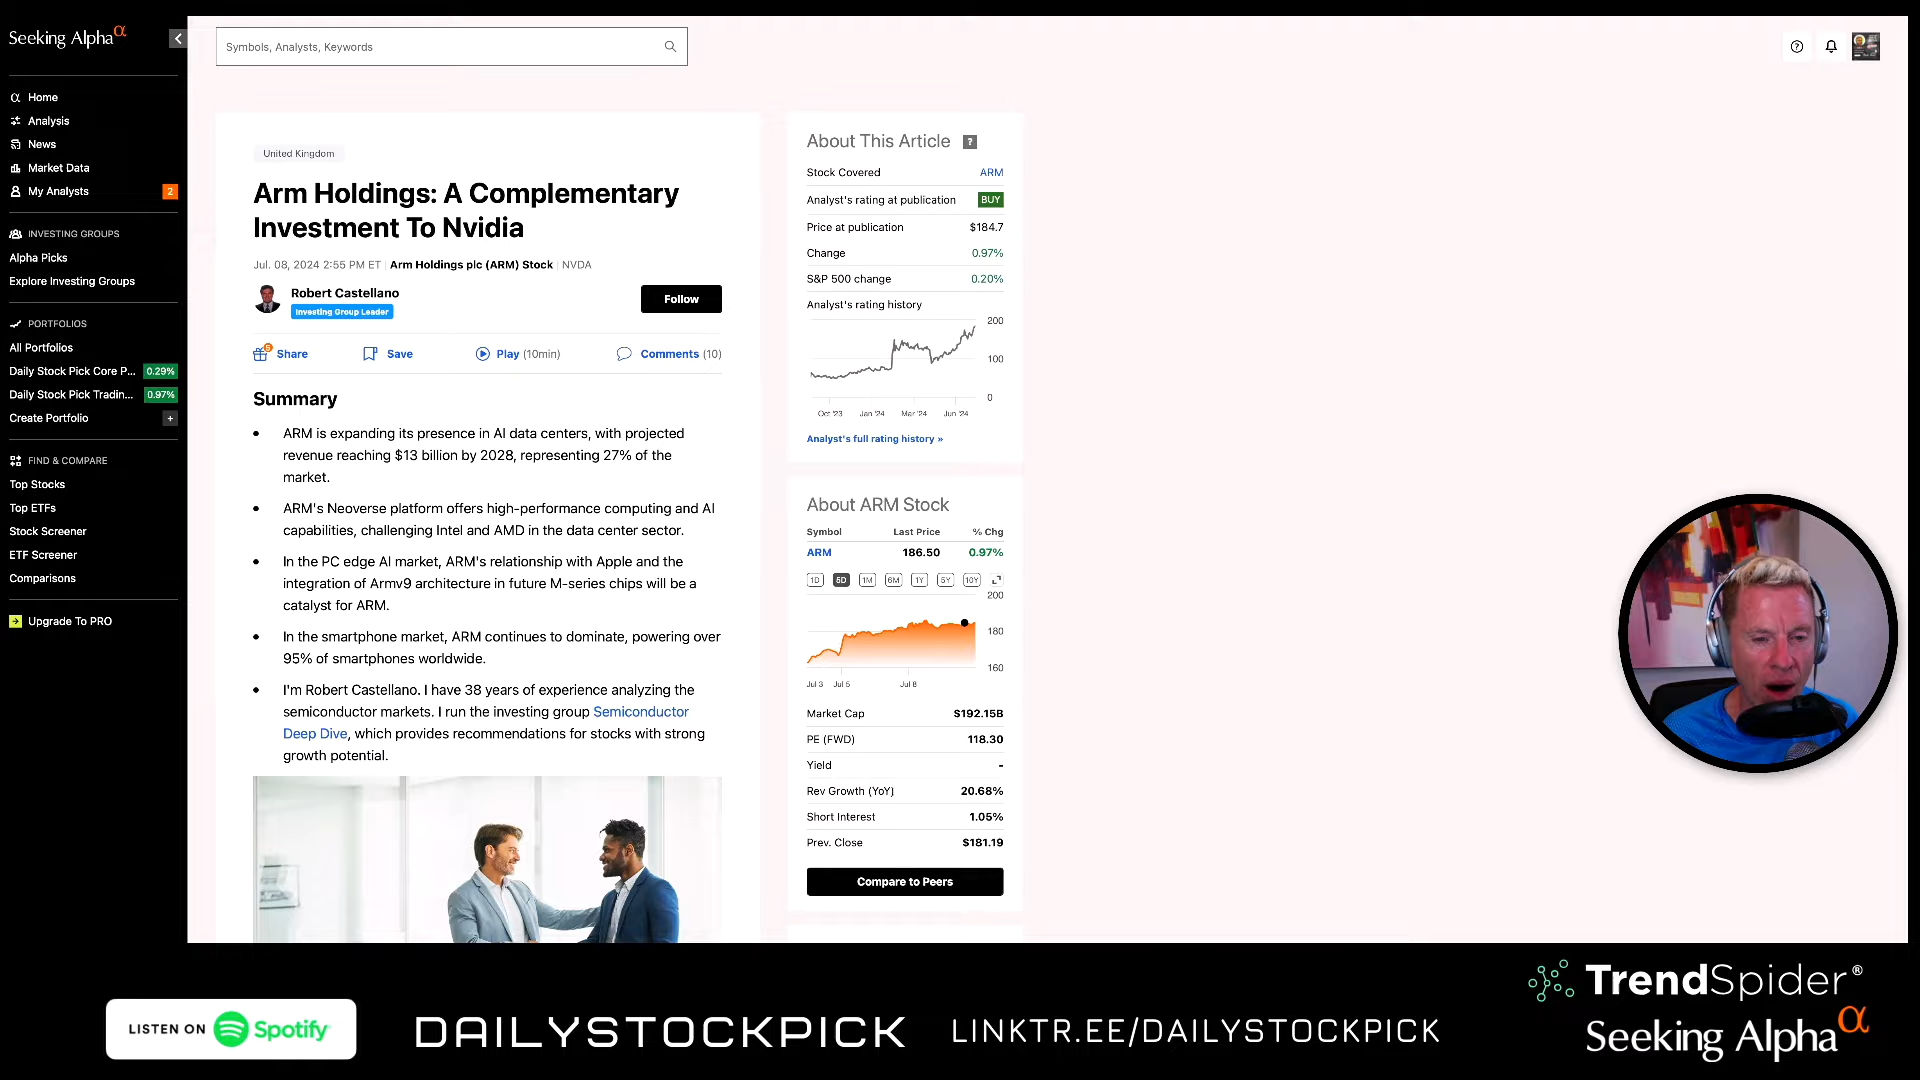 Seeking Alpha α
Symbols, Analysts, Keywords
Home
Analysis
News
Market Data
My Analysts 2
INVESTING GROUPS
Alpha Picks
Explore Investing Groups
PORTFOLIOS
All Portfolios
Daily Stock Pick Core P... 0.29%
Daily Stock Pick Tradin... 0.97%
Create Portfolio +
FIND & COMPARE
Top Stocks
Top ETFs
Stock Screener
ETF Screener
Comparisons
Upgrade To PRO
United Kingdom
Arm Holdings: A Complementary
Investment To Nvidia
Jul. 08, 2024 2:55 PM ET | Arm Holdings plc (ARM) Stock | NVDA
Robert Castellano
Investing Group Leader
Follow
5 Share
Save
Play (10min)
Comments (10)
Summary
• ARM is expanding its presence in AI data centers, with projected
revenue reaching $13 billion by 2028, representing 27% of the
market.
• ARM's Neoverse platform offers high-performance computing and AI
capabilities, challenging Intel and AMD in the data center sector.
• In the PC edge AI market, ARM's relationship with Apple and the
integration of Armv9 architecture in future M-series chips will be a
catalyst for ARM.
• In the smartphone market, ARM continues to dominate, powering over
95% of smartphones worldwide.
• I'm Robert Castellano. I have 38 years of experience analyzing the
semiconductor markets. I run the investing group Semiconductor
Deep Dive, which provides recommendations for stocks with strong
growth potential.
About This Article ?
Stock Covered ARM
Analyst's rating at publication BUY
Price at publication $184.7
Change 0.97%
S&P 500 change 0.20%
Analyst's rating history
200
100
0
Oct '23 Jan '24 Mar '24 Jun '24
Analyst's full rating history »
About ARM Stock
Symbol Last Price % Chg
ARM 186.50 0.97%
1D 5D 1M 6M 1Y 5Y 10Y
200
180
160
Jul 3 Jul 5 Jul 8
Market Cap $192.15B
PE (FWD) 118.30
Yield -
Rev Growth (YoY) 20.68%
Short Interest 1.05%
Prev. Close $181.19
Compare to Peers
LISTEN ON Spotify
DAILYSTOCKPICK
LINKTR.EE/DAILYSTOCKPICK
TrendSpider®
Seeking Alpha α